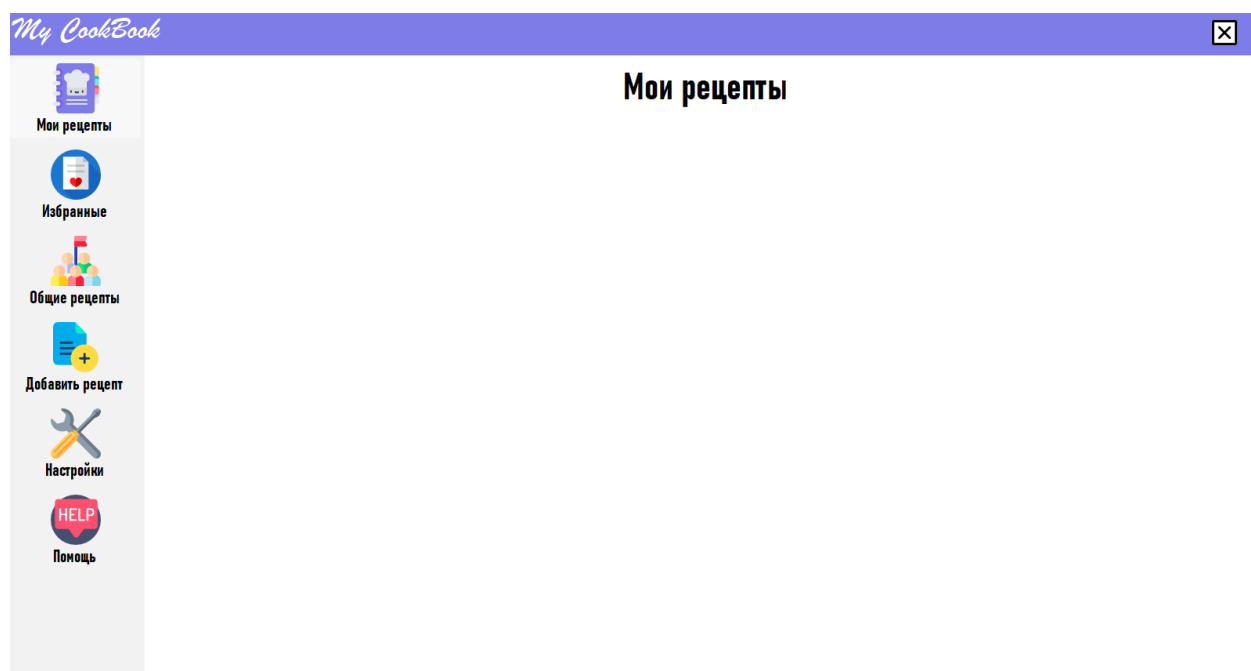 My CookBook
Мои рецепты
Мои рецепты
Избранные
Общие рецепты
Добавить рецепт
Настройки
HELP
Помощь